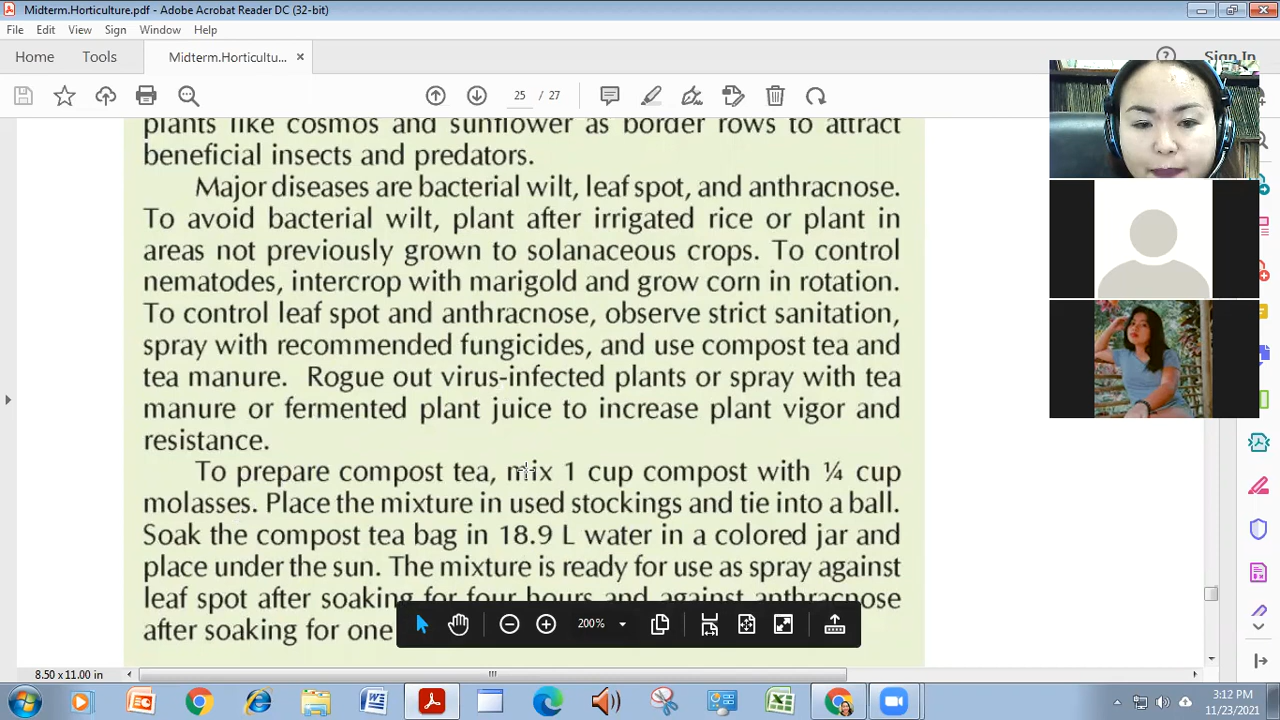 Midterm.Horticulture.pdf - Adobe Acrobat Reader DC (32-bit)
File Edit View Sign Window Help
Home Tools Midterm.Horticultu... × Sign In
25 / 27
plants like cosmos and sunflower as border rows to attract
beneficial insects and predators.
Major diseases are bacterial wilt, leaf spot, and anthracnose.
To avoid bacterial wilt, plant after irrigated rice or plant in
areas not previously grown to solanaceous crops. To control
nematodes, intercrop with marigold and grow corn in rotation.
To control leaf spot and anthracnose, observe strict sanitation,
spray with recommended fungicides, and use compost tea and
tea manure. Rogue out virus-infected plants or spray with tea
manure or fermented plant juice to increase plant vigor and
resistance.
To prepare compost tea, mix 1 cup compost with ¼ cup
molasses. Place the mixture in used stockings and tie into a ball.
Soak the compost tea bag in 18.9 L water in a colored jar and
place under the sun. The mixture is ready for use as spray against
leaf spot after soaking for four hours and against anthracnose
after soaking for one
200%
8.50 x 11.00 in
3:12 PM
11/23/2021